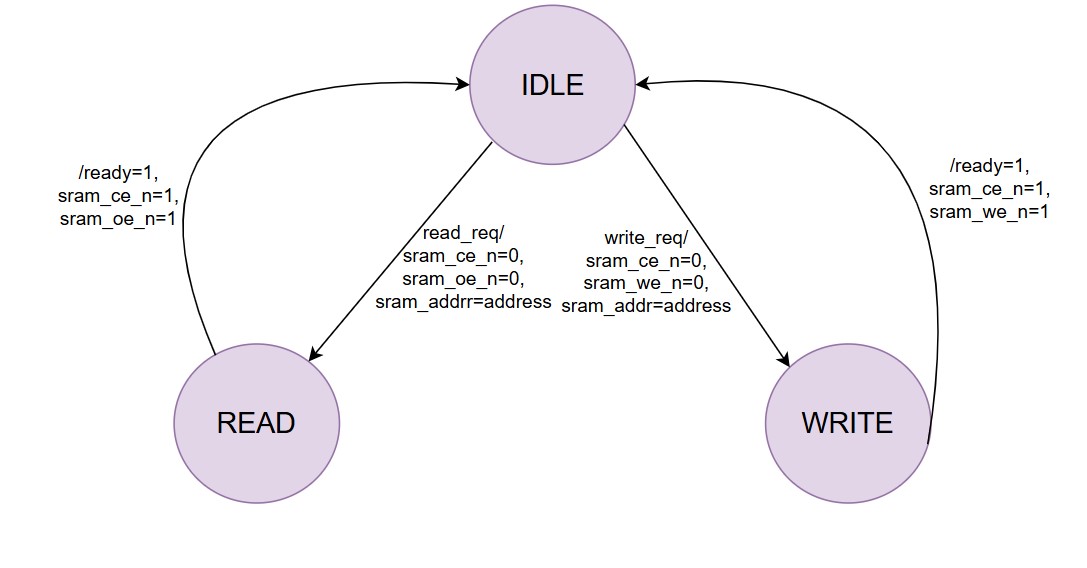 IDLE
/ready=1,
sram_ce_n=1,
sram_oe_n=1
/ready=1,
sram_ce_n=1,
sram_we_n=1
read_req/
sram_ce_n=0,
sram_oe_n=0,
sram_addrr=address
write_req/
sram_ce_n=0,
sram_we_n=0,
sram_addr=address
READ
WRITE